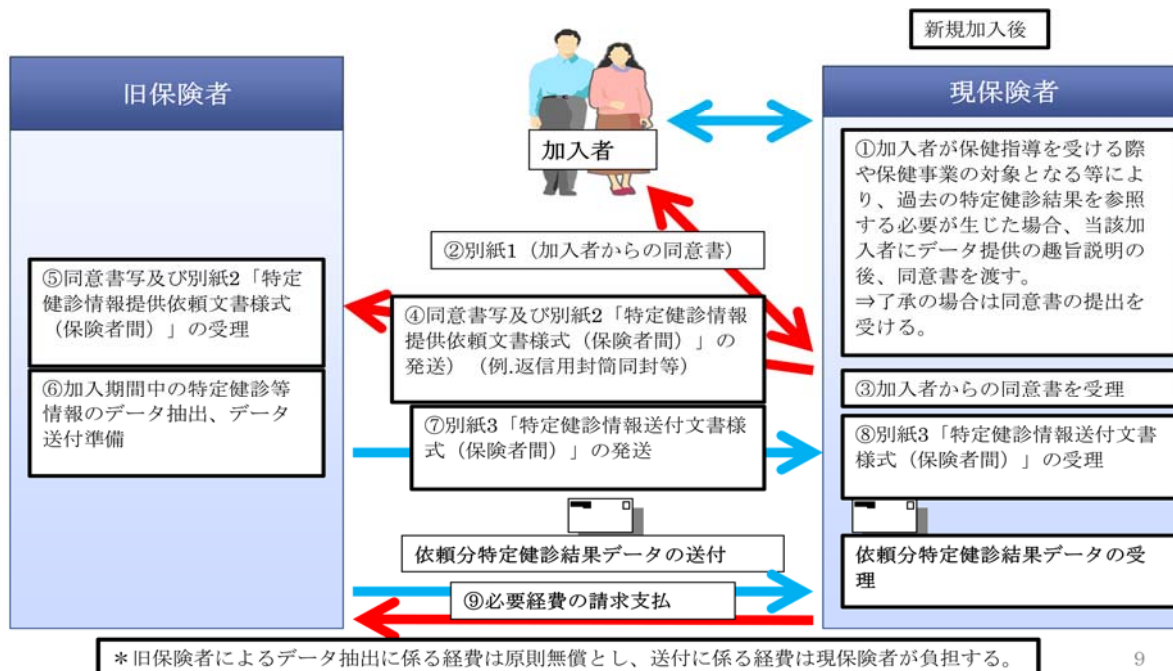 新規加入後
旧保険者
加入者
現保険者
①加入者が保健指導を受ける際
や保健事業の対象となる等によ
り、過去の特定健診結果を参照
する必要が生じた場合、当該加
入者にデータ提供の趣旨説明の
後、同意書を渡す。
⇒了承の場合は同意書の提出を
受ける。
②別紙1（加入者からの同意書）
③加入者からの同意書を受理
④同意書写及び別紙2「特定健診情報
提供依頼文書様式（保険者間）」の
発送）（例.返信用封筒同封等）
⑤同意書写及び別紙2「特定
健診情報提供依頼文書様式
（保険者間）」の受理
⑥加入期間中の特定健診等
情報のデータ抽出、データ
送付準備
⑦別紙3「特定健診情報送付文書様
式（保険者間）」の発送
⑧別紙3「特定健診情報送付文書
様式（保険者間）」の受理
依頼分特定健診結果データの送付
依頼分特定健診結果データの受
理
⑨必要経費の請求支払
＊旧保険者によるデータ抽出に係る経費は原則無償とし、送付に係る経費は現保険者が負担する。
9